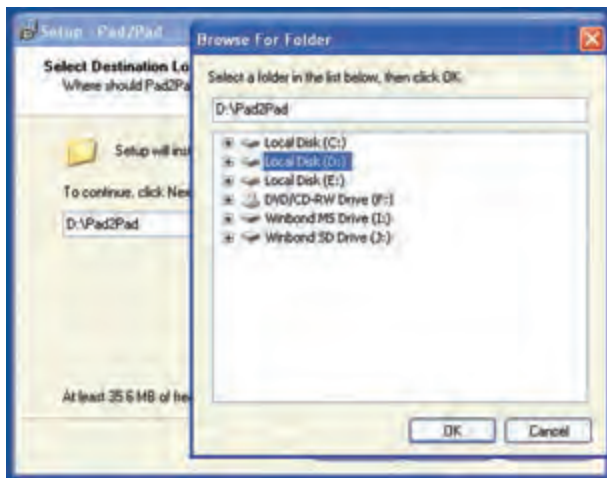 Setup - Pad2Pad
Select Destination Lo
Where should Pad2Pa
Setup will inst
To continue, click Nex
D:\Pad2Pad
At least 35.6 MB of fre
Browse For Folder
Select a folder in the list below, then click OK.
D:\Pad2Pad
Local Disk (C:)
Local Disk (D:)
Local Disk (E:)
DVD/CD-RW Drive (F:)
Winbond MS Drive (I:)
Winbond SD Drive (J:)
OK
Cancel